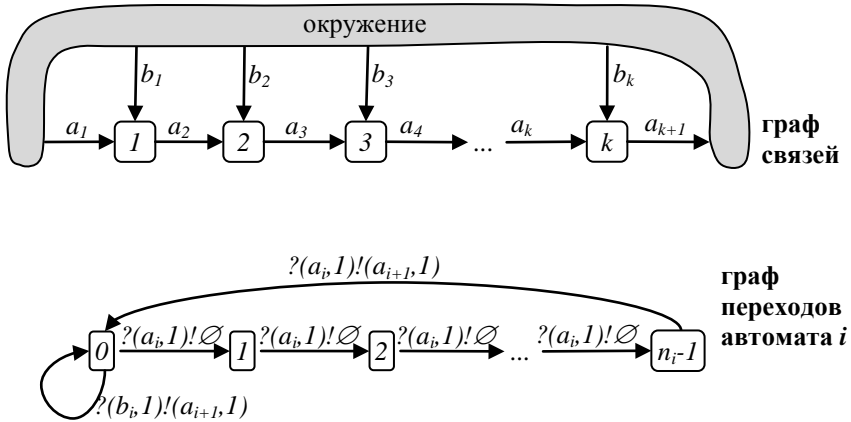 окружение
b₁ b₂ b₃ bₖ
a₁ 1 a₂ 2 a₃ 3 a₄ ... aₖ k aₖ₊₁
граф
связей
?(aᵢ,1)!(aᵢ₊₁,1)
граф
переходов
автомата i
?(aᵢ,1)!∅ ?(aᵢ,1)!∅ ?(aᵢ,1)!∅ ?(aᵢ,1)!∅
0 1 2 ... nᵢ-1
?(bᵢ,1)!(aᵢ₊₁,1)